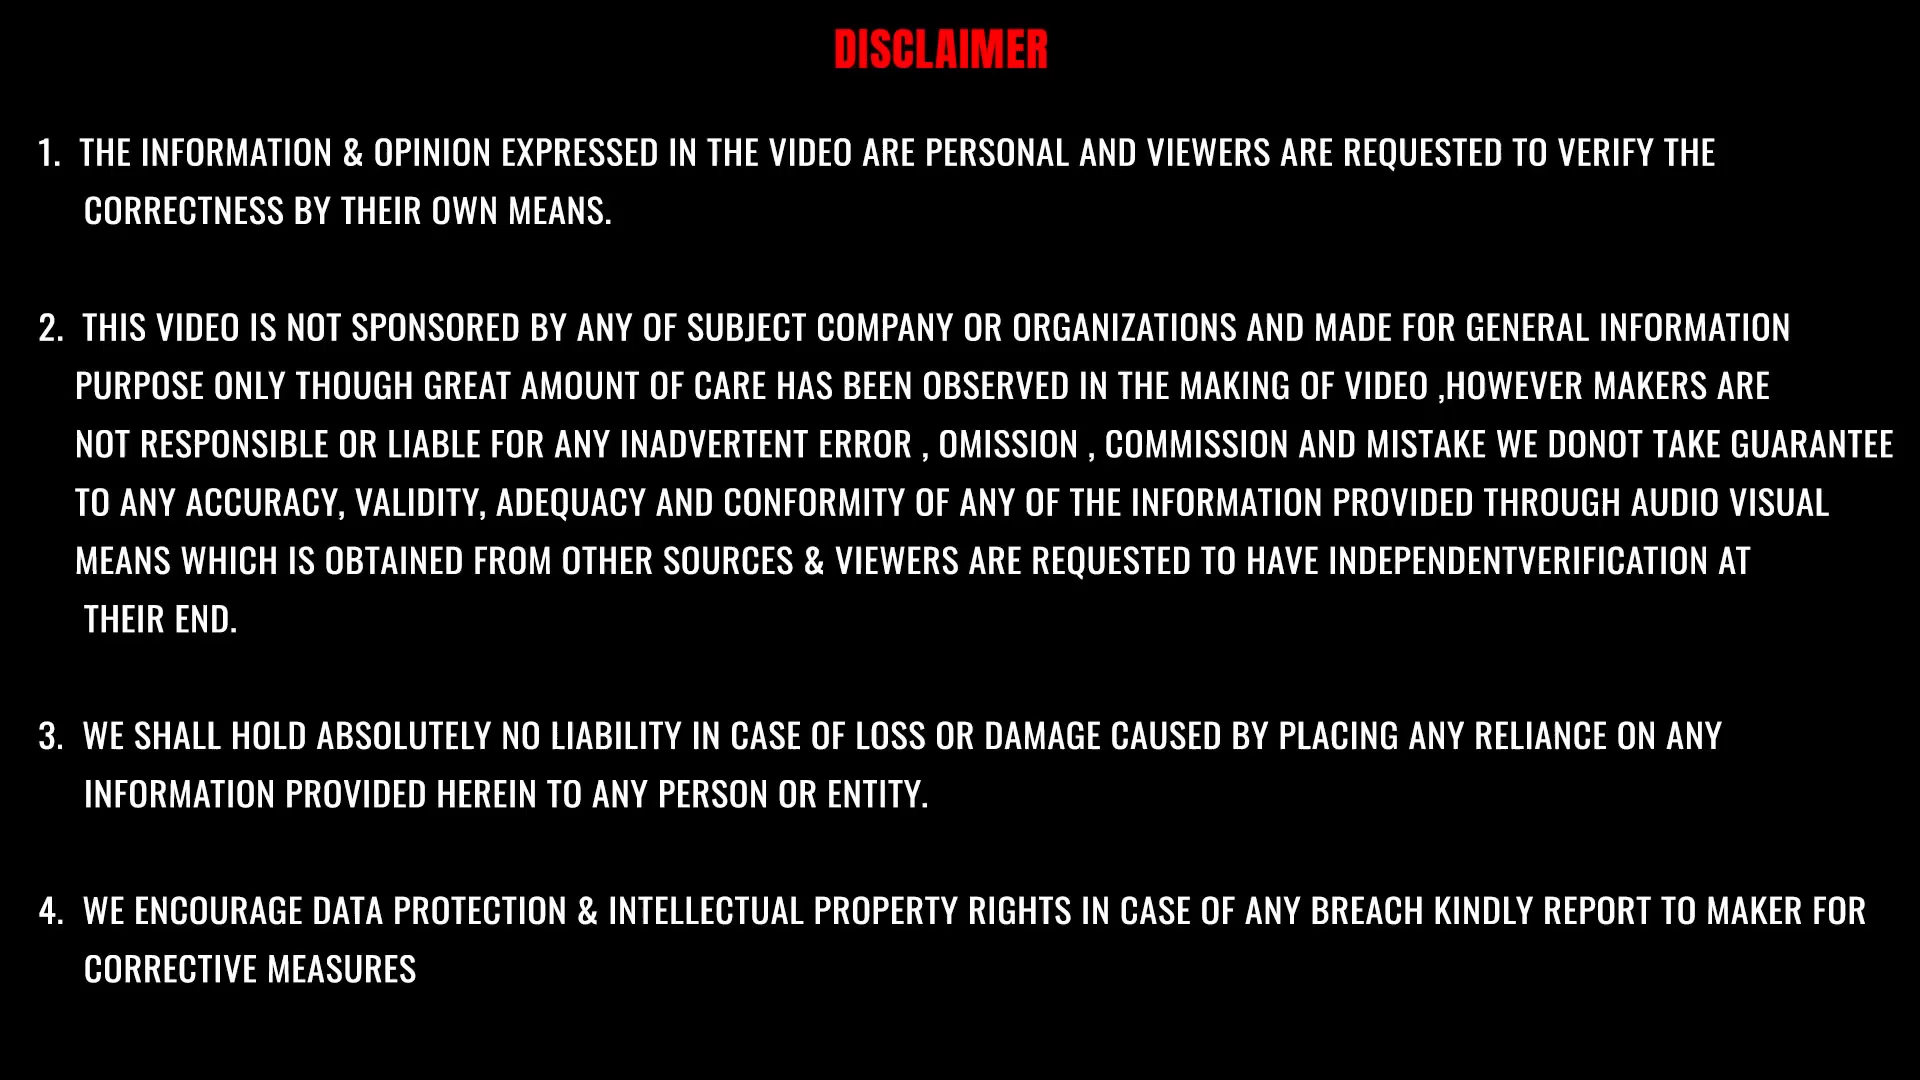 DISCLAIMER
1. THE INFORMATION & OPINION EXPRESSED IN THE VIDEO ARE PERSONAL AND VIEWERS ARE REQUESTED TO VERIFY THE
CORRECTNESS BY THEIR OWN MEANS.
2. THIS VIDEO IS NOT SPONSORED BY ANY OF SUBJECT COMPANY OR ORGANIZATIONS AND MADE FOR GENERAL INFORMATION
PURPOSE ONLY THOUGH GREAT AMOUNT OF CARE HAS BEEN OBSERVED IN THE MAKING OF VIDEO ,HOWEVER MAKERS ARE
NOT RESPONSIBLE OR LIABLE FOR ANY INADVERTENT ERROR , OMISSION , COMMISSION AND MISTAKE WE DONOT TAKE GUARANTEE
TO ANY ACCURACY, VALIDITY, ADEQUACY AND CONFORMITY OF ANY OF THE INFORMATION PROVIDED THROUGH AUDIO VISUAL
MEANS WHICH IS OBTAINED FROM OTHER SOURCES & VIEWERS ARE REQUESTED TO HAVE INDEPENDENTVERIFICATION AT
THEIR END.
3. WE SHALL HOLD ABSOLUTELY NO LIABILITY IN CASE OF LOSS OR DAMAGE CAUSED BY PLACING ANY RELIANCE ON ANY
INFORMATION PROVIDED HEREIN TO ANY PERSON OR ENTITY.
4. WE ENCOURAGE DATA PROTECTION & INTELLECTUAL PROPERTY RIGHTS IN CASE OF ANY BREACH KINDLY REPORT TO MAKER FOR
CORRECTIVE MEASURES